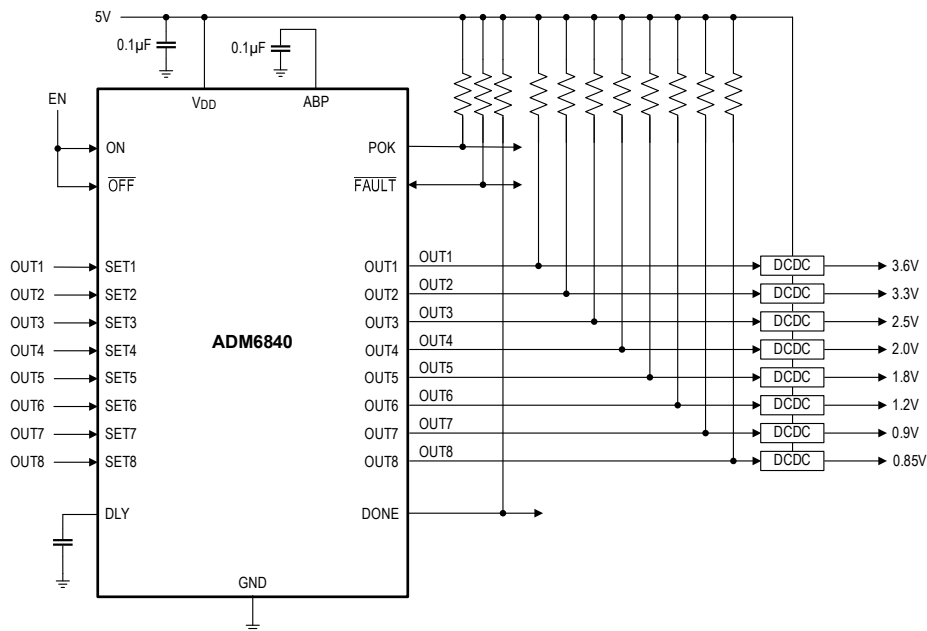 5V
0.1µF
0.1µF
EN
VDD
ABP
ON
POK
OFF
FAULT
OUT1 SET1 OUT1 OUT1 DCDC 3.6V
OUT2 SET2 OUT2 OUT2 DCDC 3.3V
OUT3 SET3 OUT3 OUT3 DCDC 2.5V
OUT4 SET4 ADM6840 OUT4 OUT4 DCDC 2.0V
OUT5 SET5 OUT5 OUT5 DCDC 1.8V
OUT6 SET6 OUT6 OUT6 DCDC 1.2V
OUT7 SET7 OUT7 OUT7 DCDC 0.9V
OUT8 SET8 OUT8 OUT8 DCDC 0.85V
DLY
DONE
GND